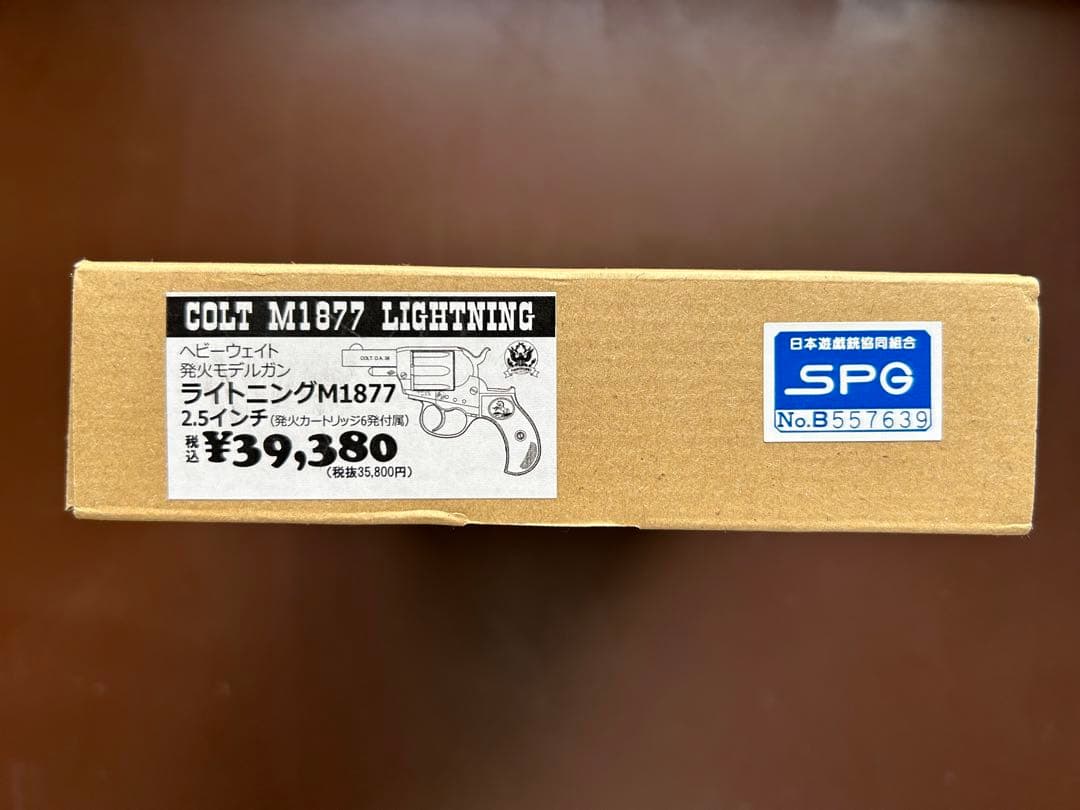 COLT M1877 LIGHTNING
ヘビーウェイト
発火モデルガン
ライトニングM1877
2.5インチ(発火カートリッジ6発付属)
税込 ¥39,380
(税抜35,800円)
COLT D.A. 38
日本遊戯銃協同組合
SPG
No.B557639